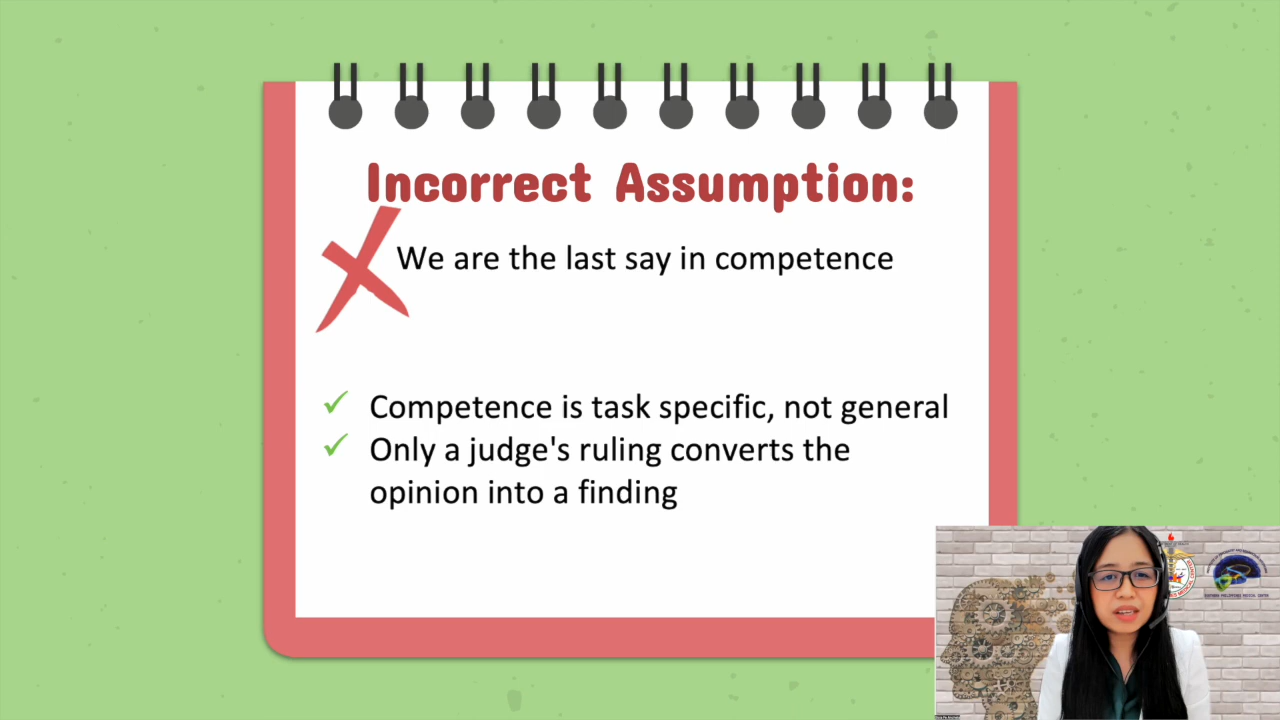 Incorrect Assumption:
We are the last say in competence
Competence is task specific, not general
Only a judge's ruling converts the
opinion into a finding